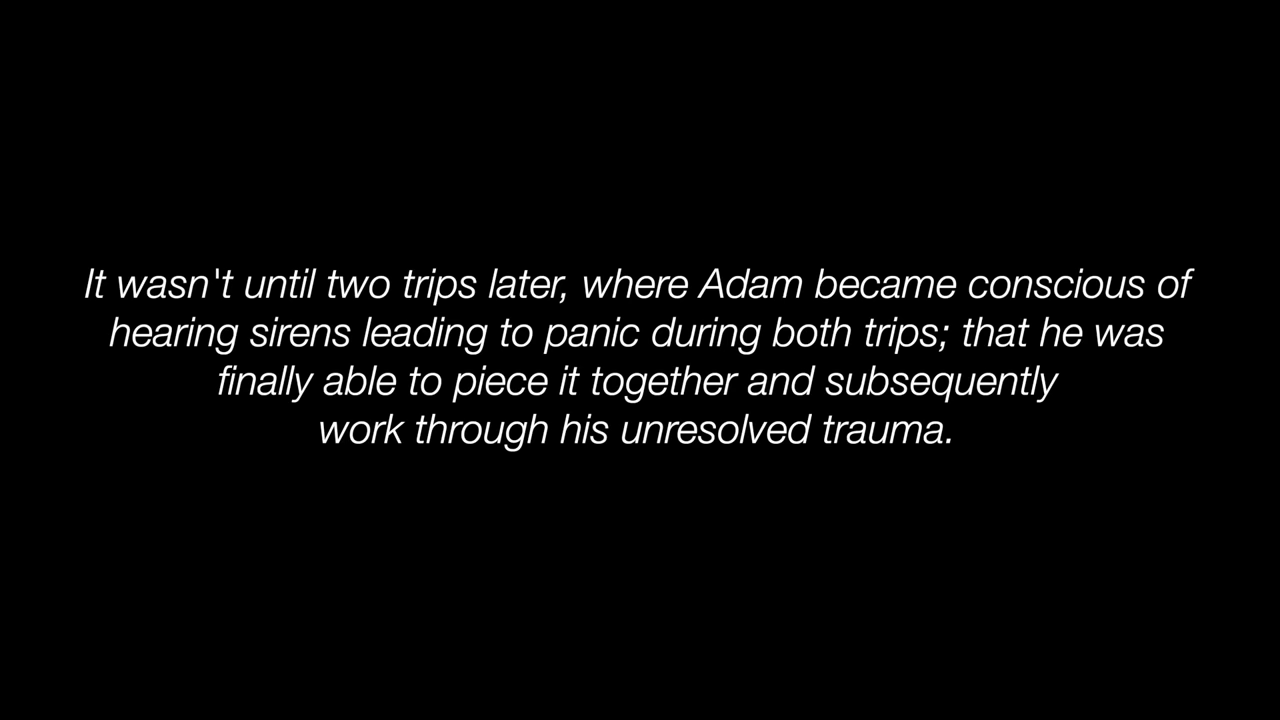 It wasn't until two trips later, where Adam became conscious of
hearing sirens leading to panic during both trips; that he was
finally able to piece it together and subsequently
work through his unresolved trauma.